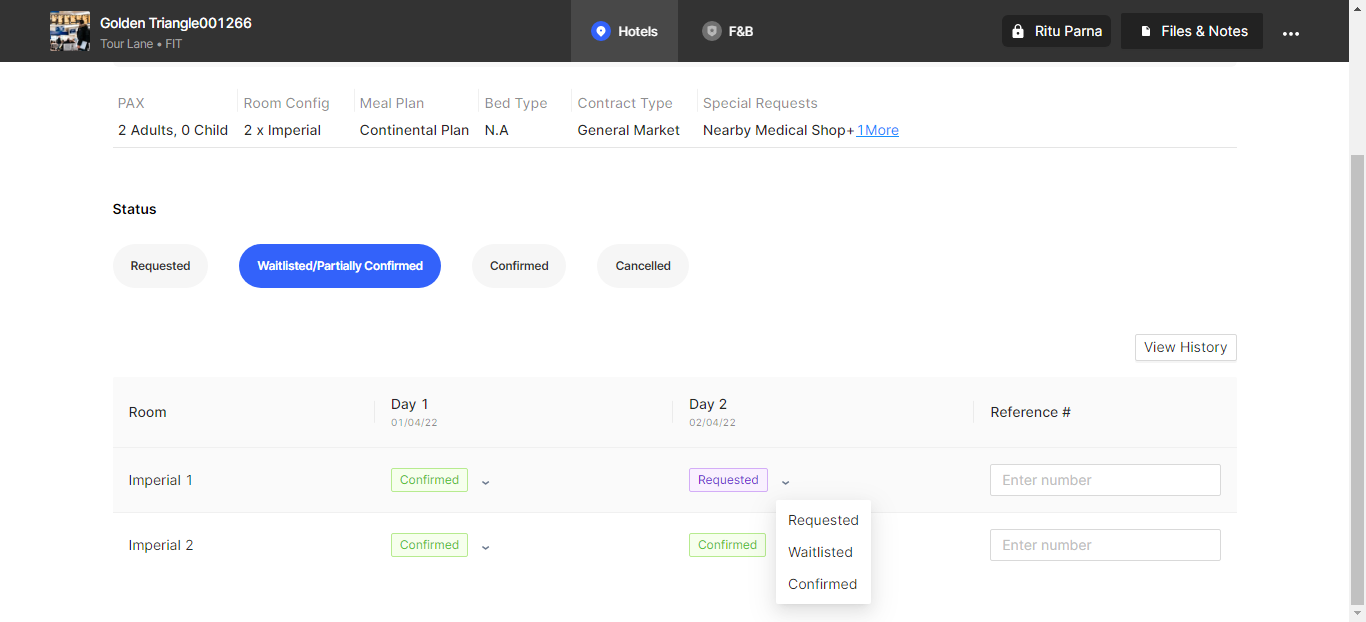 Golden Triangle001266
Tour Lane • FIT
Hotels
F&B
Ritu Parna
Files & Notes
PAX
Room Config
Meal Plan
Bed Type
Contract Type
Special Requests
2 Adults, 0 Child
2 x Imperial
Continental Plan
N.A
General Market
Nearby Medical Shop+ 1More
Status
Requested
Waitlisted/Partially Confirmed
Confirmed
Cancelled
View History
Room
Day 1
01/04/22
Day 2
02/04/22
Reference #
Imperial 1
Confirmed
Requested
Enter number
Imperial 2
Confirmed
Confirmed
Enter number
Requested
Waitlisted
Confirmed